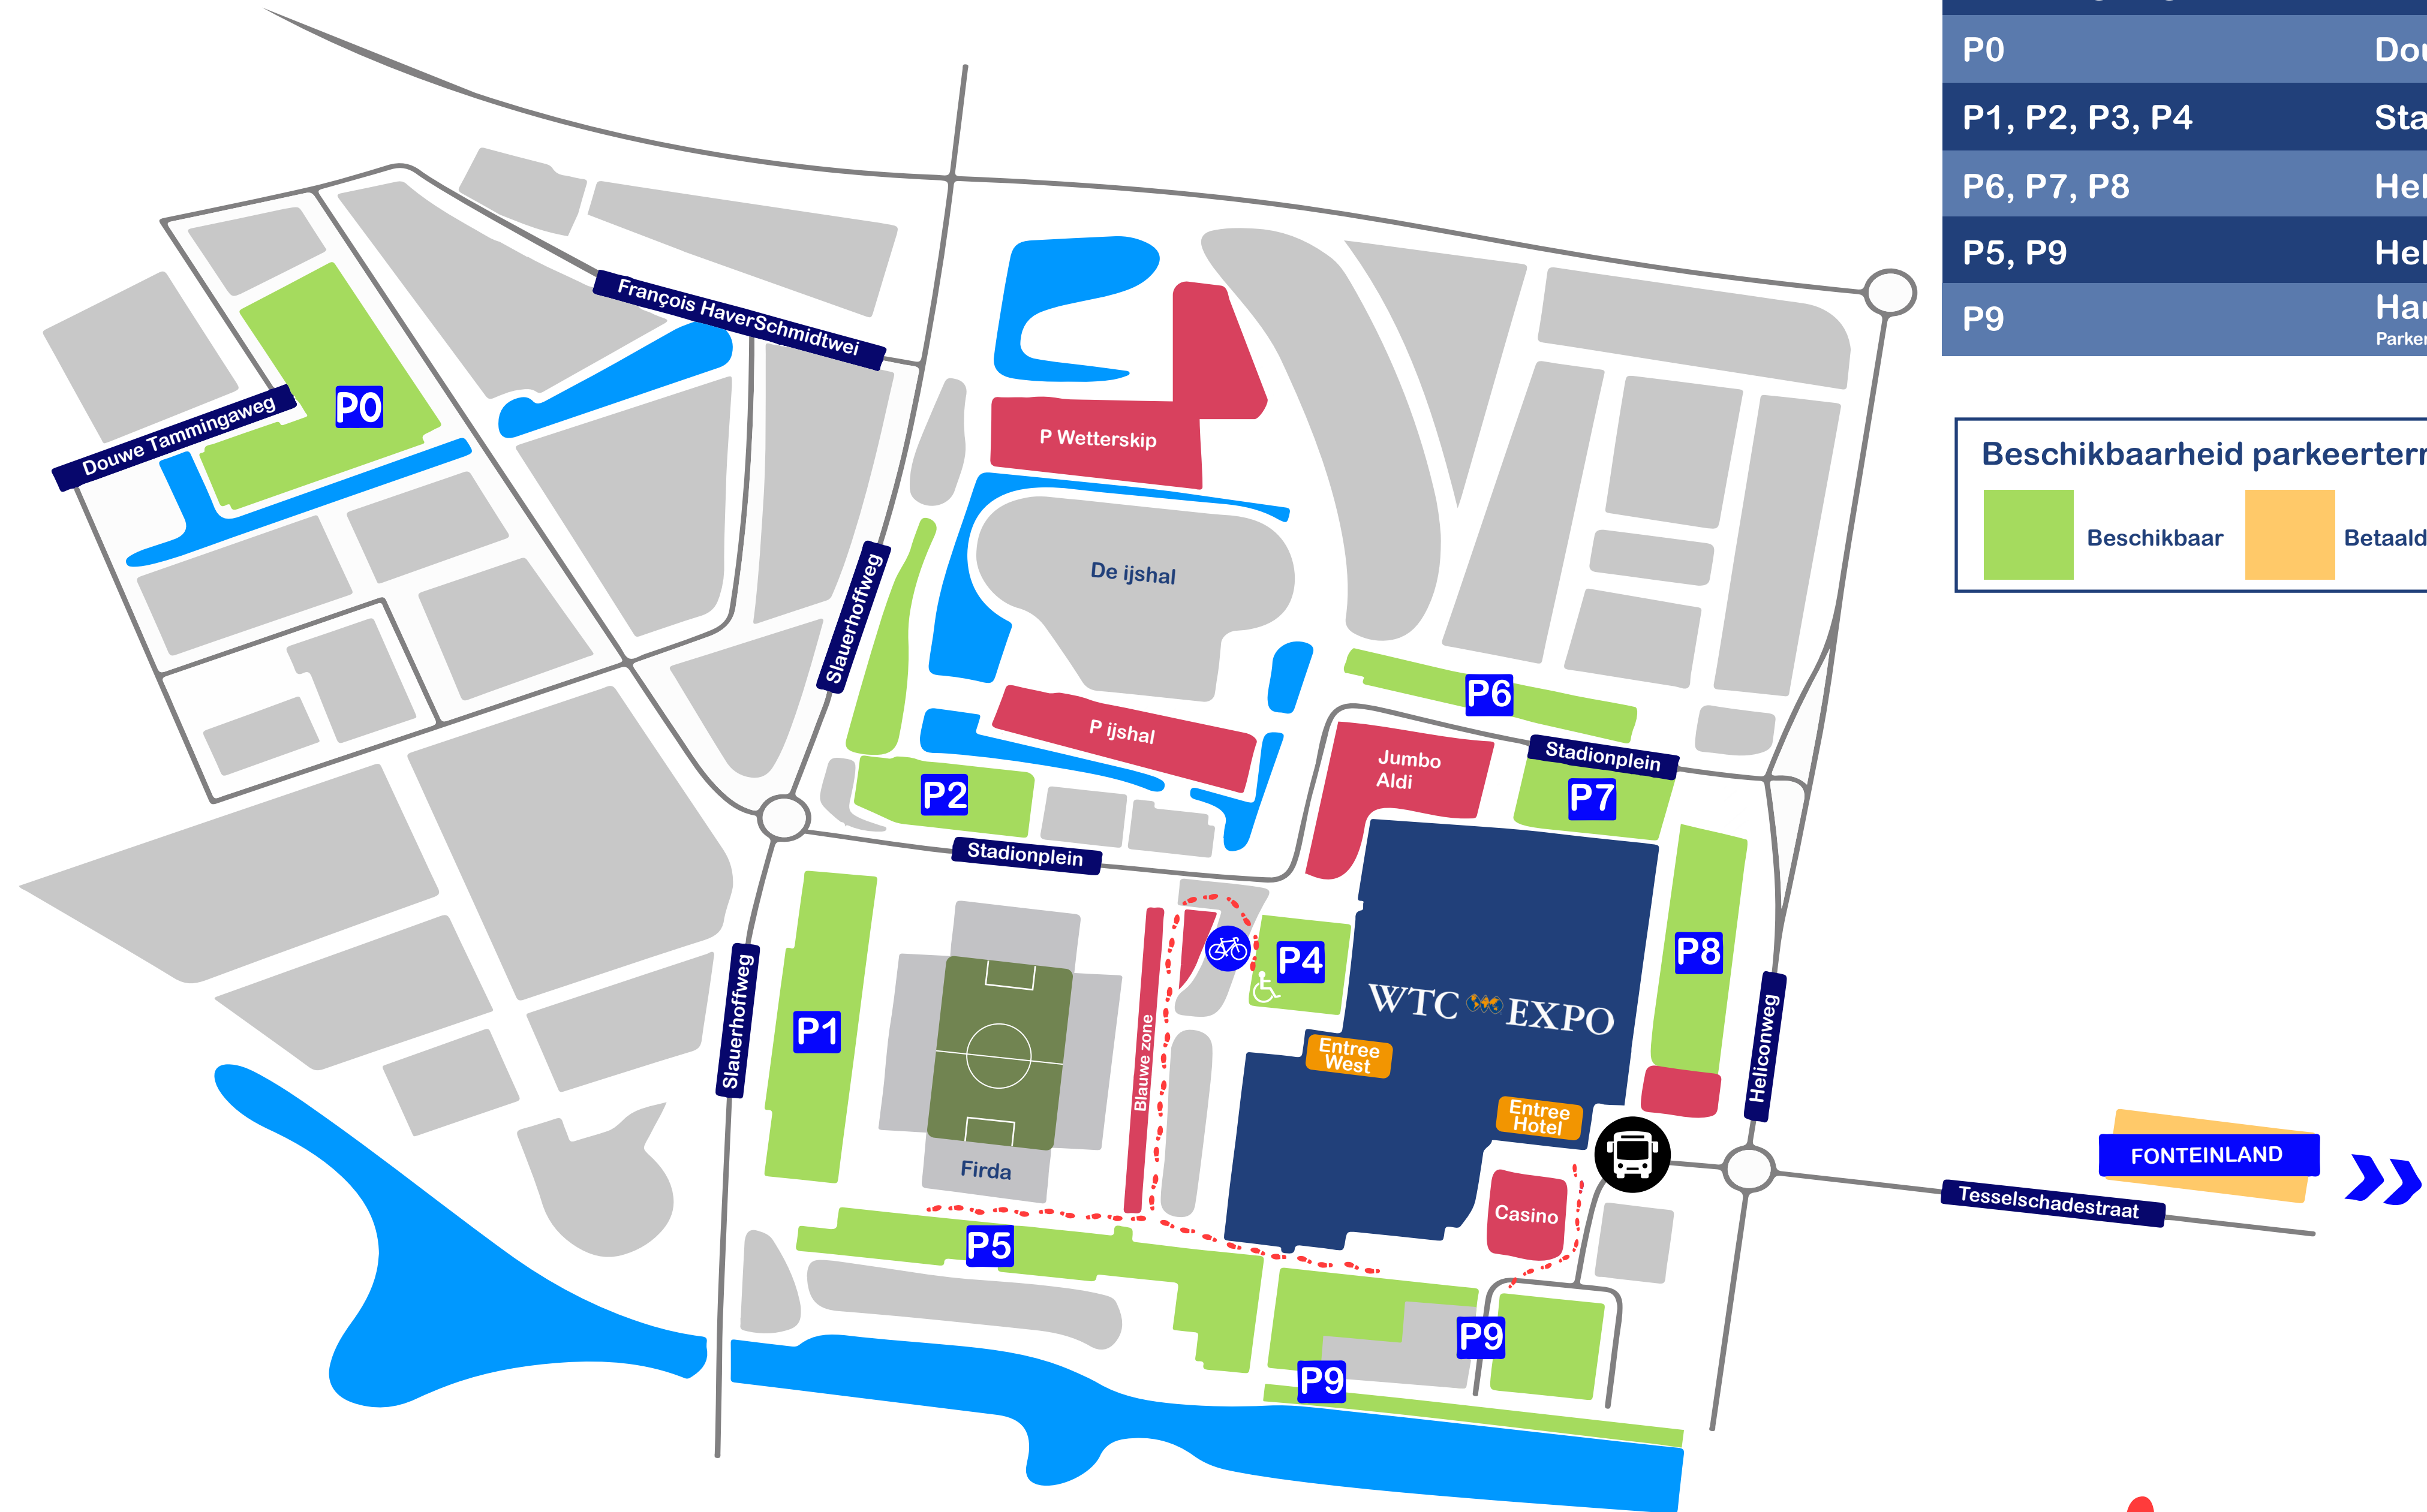 P0
P1, P2, P3, P4
P6, P7, P8
P5, P9
P9
Beschikbaar
Betaald
François HaverSchmidtwei
P Wetterskip
P0
Douwe Tammingaweg
De ijshal
Slauerhoffweg
P6
P ijshal
Stadionplein
Jumbo
Aldi
P2
P7
Stadionplein
P4
P8
WTC EXPO
P1
Slauerhoffweg
Blauwe zone
Entree
West
Heliconweg
Entree
Hotel
FONTEINLAND
Firda
Tesselschadestraat
Casino
P5
P9
P9